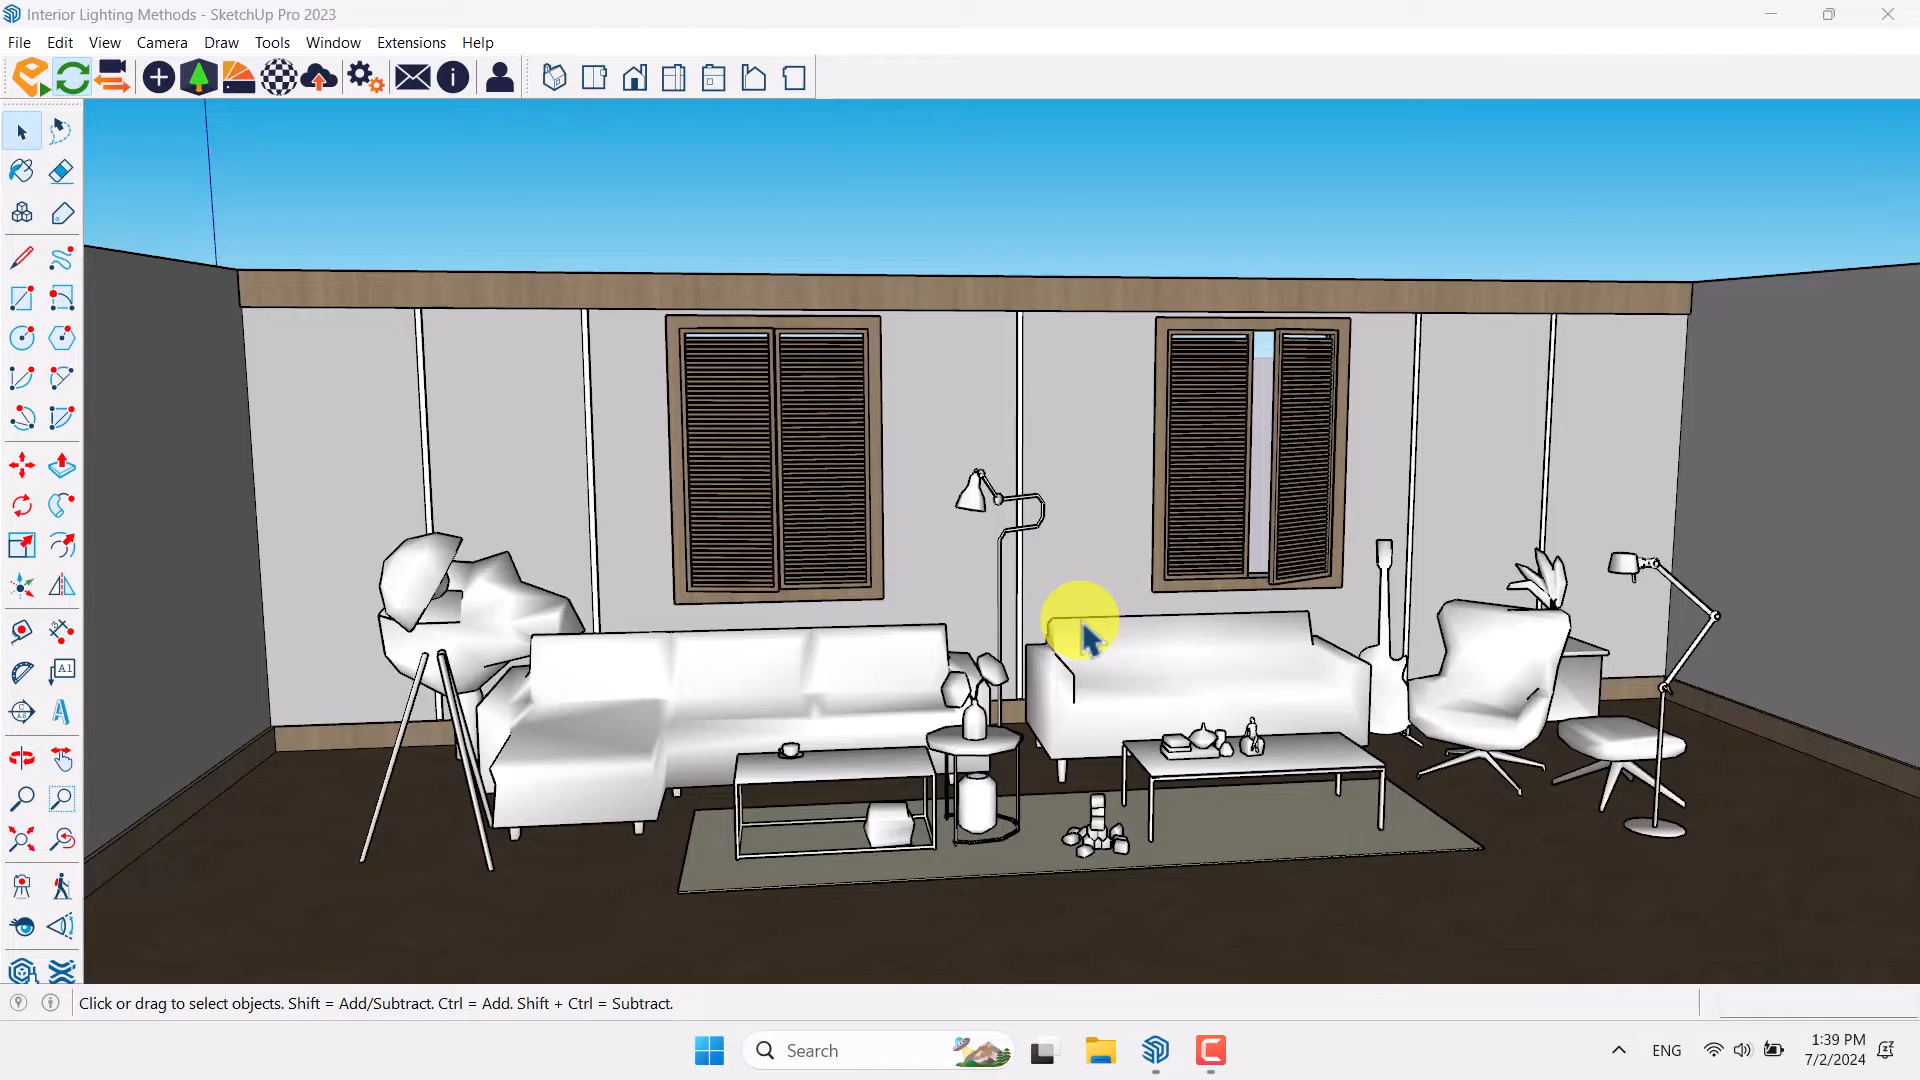 Interior Lighting Methods - SketchUp Pro 2023
File Edit View Camera Draw Tools Window Extensions Help
A1
Click or drag to select objects. Shift = Add/Subtract. Ctrl = Add. Shift + Ctrl = Subtract.
Search
ENG
1:39 PM
7/2/2024